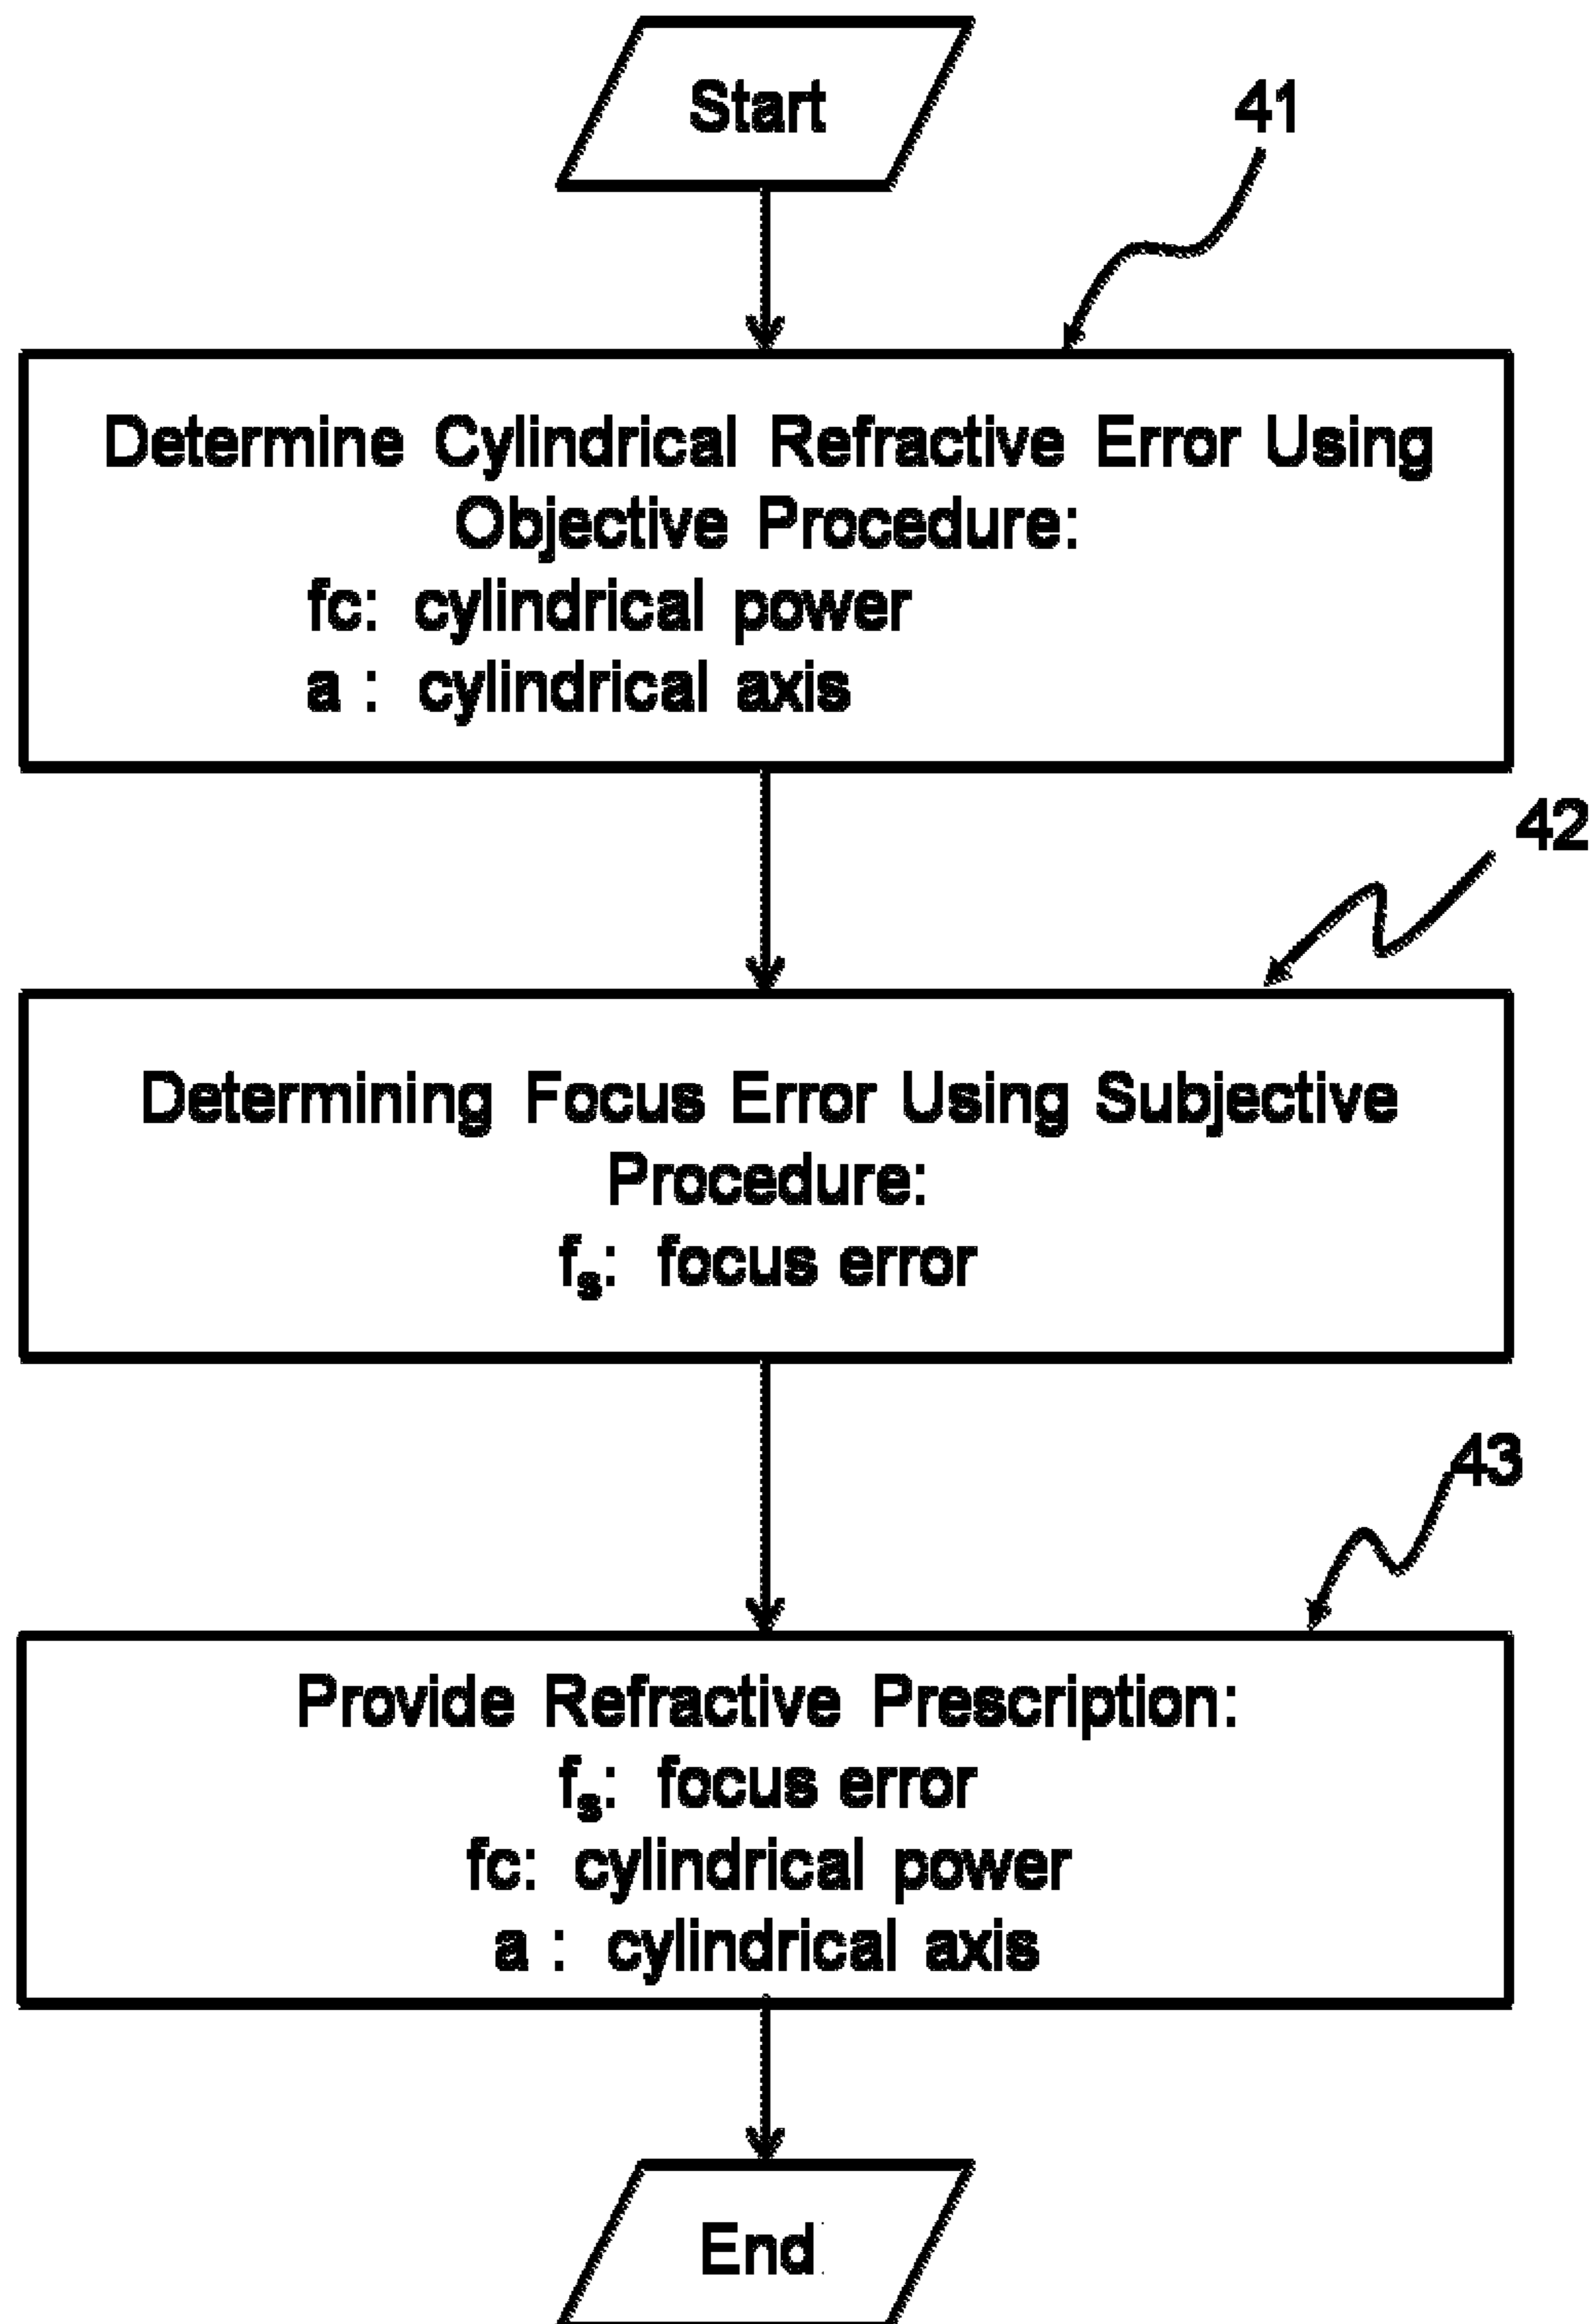 Start
41
Determine Cylindrical Refractive Error Using
Objective Procedure:
fc: cylindrical power
a : cylindrical axis
42
Determining Focus Error Using Subjective
Procedure:
fs: focus error
43
Provide Refractive Prescription:
fs: focus error
fc: cylindrical power
a : cylindrical axis
End